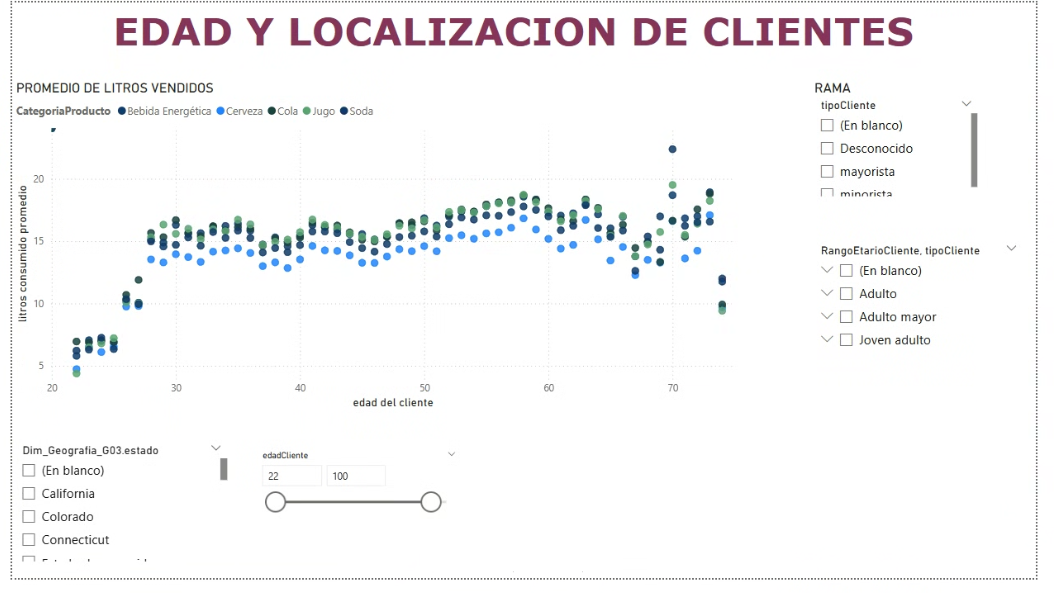 EDAD Y LOCALIZACION DE CLIENTES
PROMEDIO DE LITROS VENDIDOS
CategoriaProducto Bebida Energética Cerveza Cola Jugo Soda
litros consumido promedio
20
15
10
5
20 30 40 50 60 70
edad del cliente
RAMA
tipoCliente
(En blanco)
Desconocido
mayorista
minorista
RangoEtarioCliente, tipoCliente
(En blanco)
Adulto
Adulto mayor
Joven adulto
Dim_Geografia_G03.estado
(En blanco)
California
Colorado
Connecticut
edadCliente
22 100